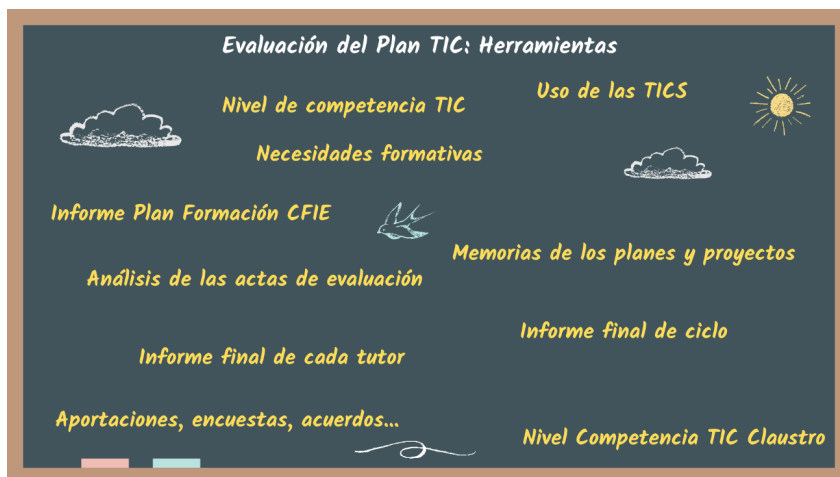 Evaluación del Plan TIC: Herramientas
Uso de las TICS
Nivel de competencia TIC
Necesidades formativas
Informe Plan Formación CFIE
Memorias de los planes y proyectos
Análisis de las actas de evaluación
Informe final de ciclo
Informe final de cada tutor
Aportaciones, encuestas, acuerdos...
Nivel Competencia TIC Claustro